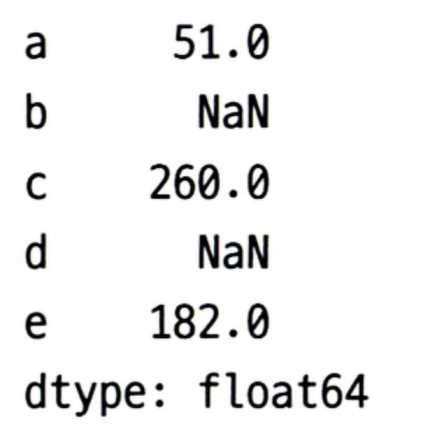 a 51.0
b NaN
c 260.0
d NaN
e 182.0
dtype: float64